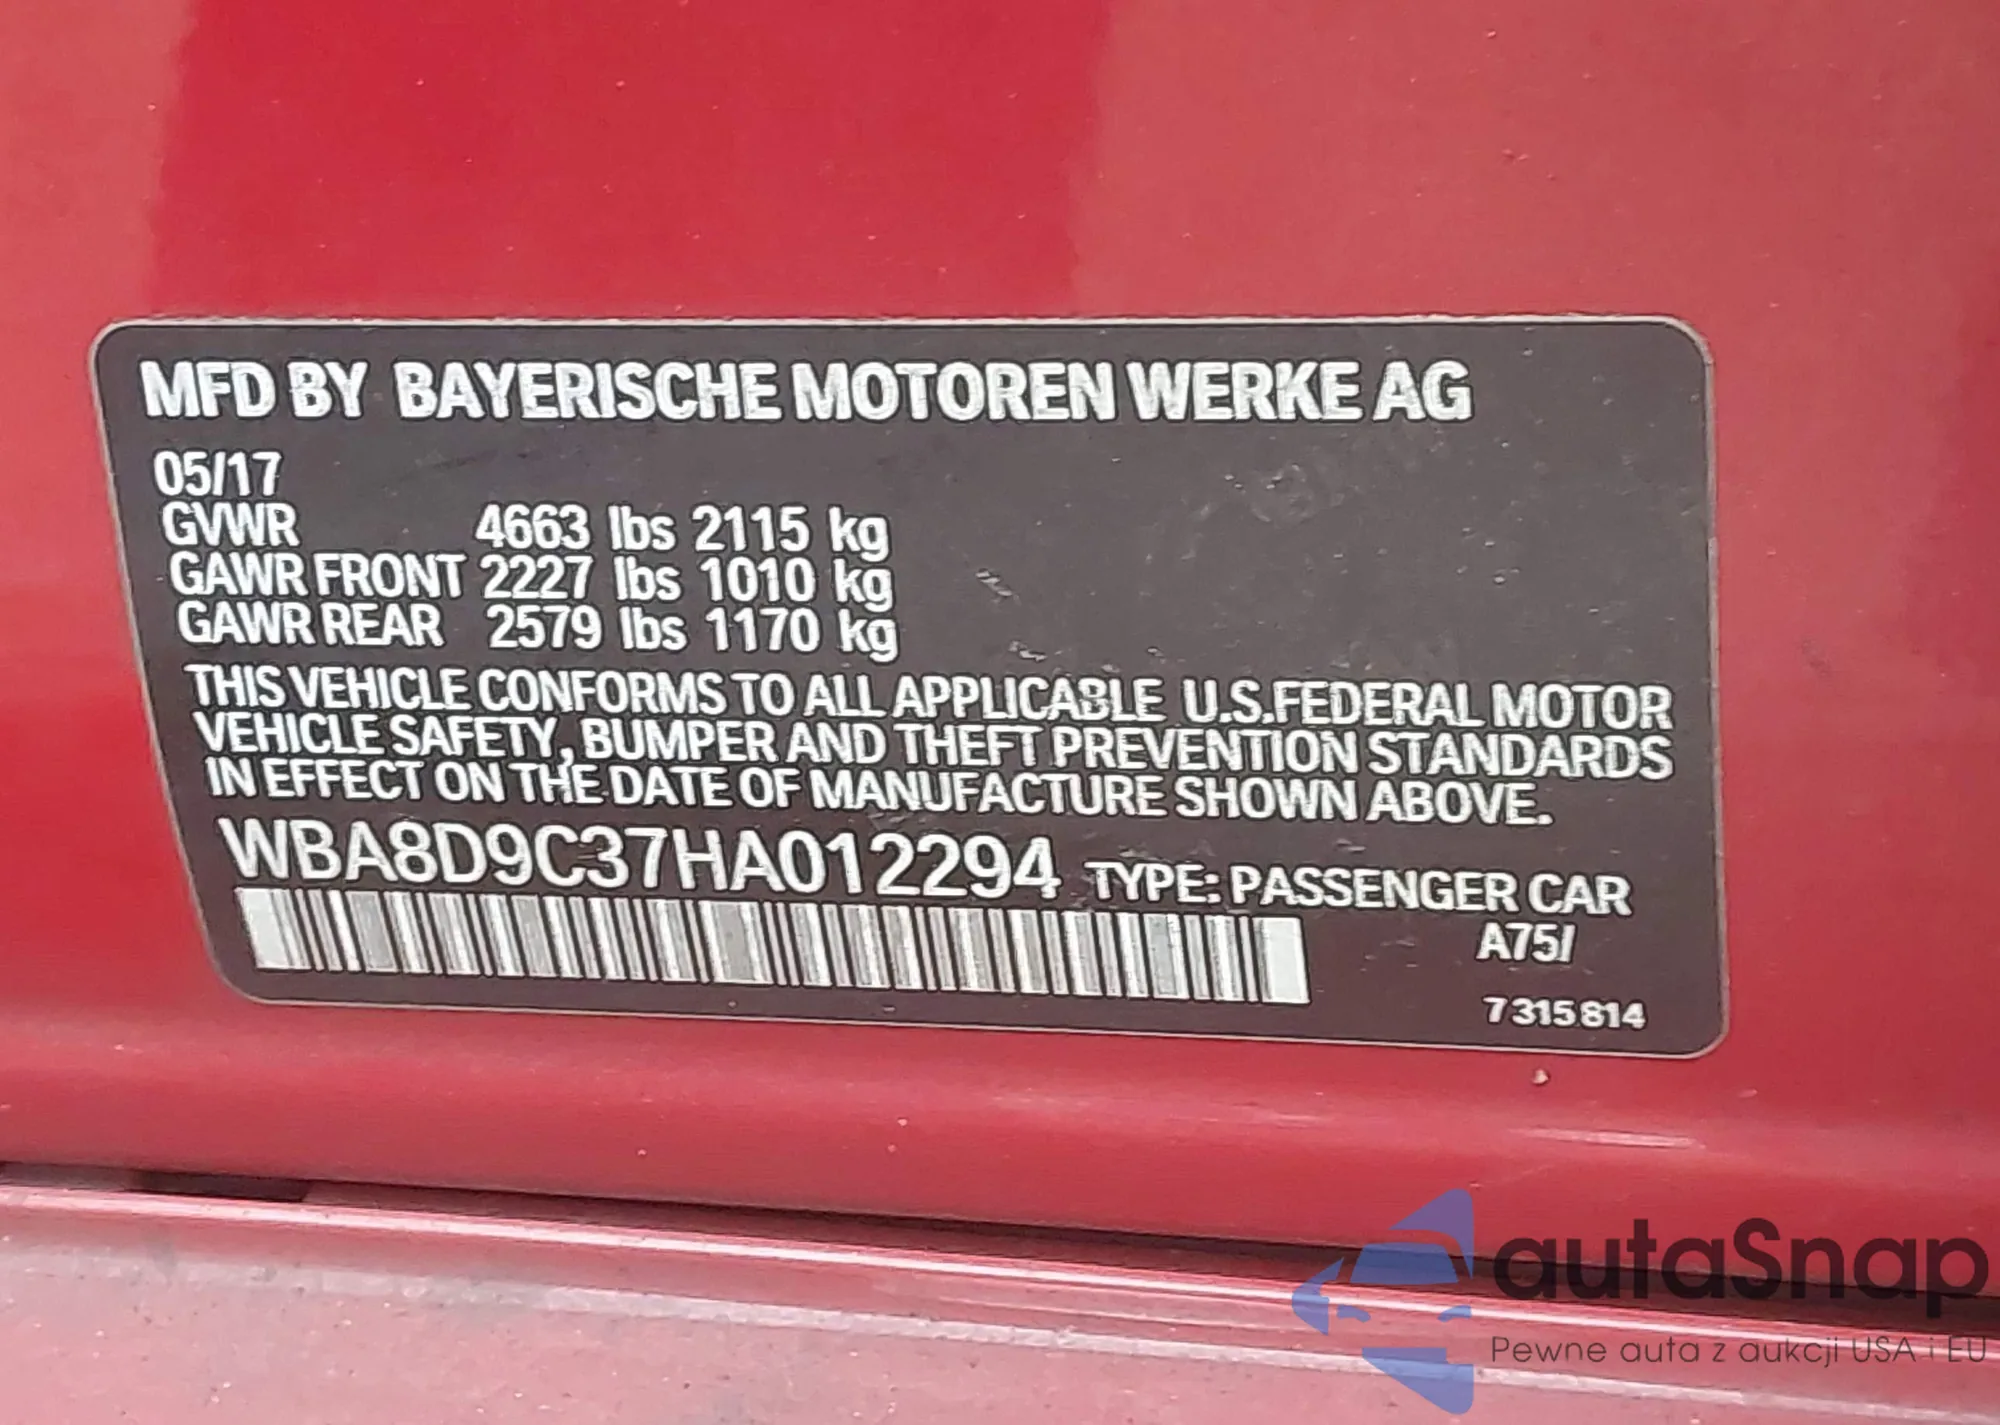 MFD BY BAYERISCHE MOTOREN WERKE AG
05/17
GVWR 4663 lbs 2115 kg
GAWR FRONT 2227 lbs 1010 kg
GAWR REAR 2579 lbs 1170 kg
THIS VEHICLE CONFORMS TO ALL APPLICABLE U.S.FEDERAL MOTOR
VEHICLE SAFETY, BUMPER AND THEFT PREVENTION STANDARDS
IN EFFECT ON THE DATE OF MANUFACTURE SHOWN ABOVE.
WBA8D9C37HA012294 TYPE: PASSENGER CAR
A75/
7315814
autaSnap
Pewne auta z aukcji USA i EU